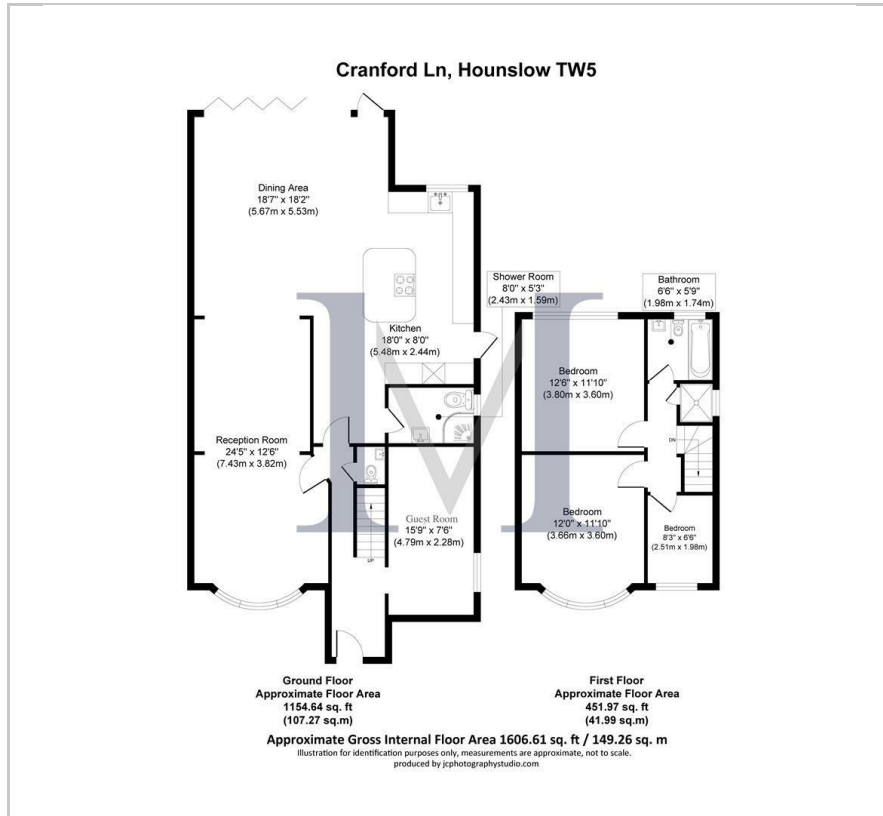 Cranford Ln, Hounslow TW5
Dining Area
18'7" x 18'2"
(5.67m x 5.53m)
Shower Room
8'0" x 5'3"
(2.43m x 1.59m)
Bathroom
6'6" x 5'9"
(1.98m x 1.74m)
Kitchen
18'0" x 8'0"
(5.48m x 2.44m)
Bedroom
12'6" x 11'10"
(3.80m x 3.60m)
Reception Room
24'5" x 12'6"
(7.43m x 3.82m)
DN
Guest Room
15'9" x 7'6"
(4.79m x 2.28m)
Bedroom
12'0" x 11'10"
(3.66m x 3.60m)
Bedroom
8'3" x 6'6"
(2.51m x 1.98m)
UP
IMI
Ground Floor
Approximate Floor Area
1154.64 sq. ft
(107.27 sq.m)
First Floor
Approximate Floor Area
451.97 sq. ft
(41.99 sq.m)
Approximate Gross Internal Floor Area 1606.61 sq. ft / 149.26 sq. m
Illustration for identification purposes only, measurements are approximate, not to scale.
produced by jcphotographystudio.com